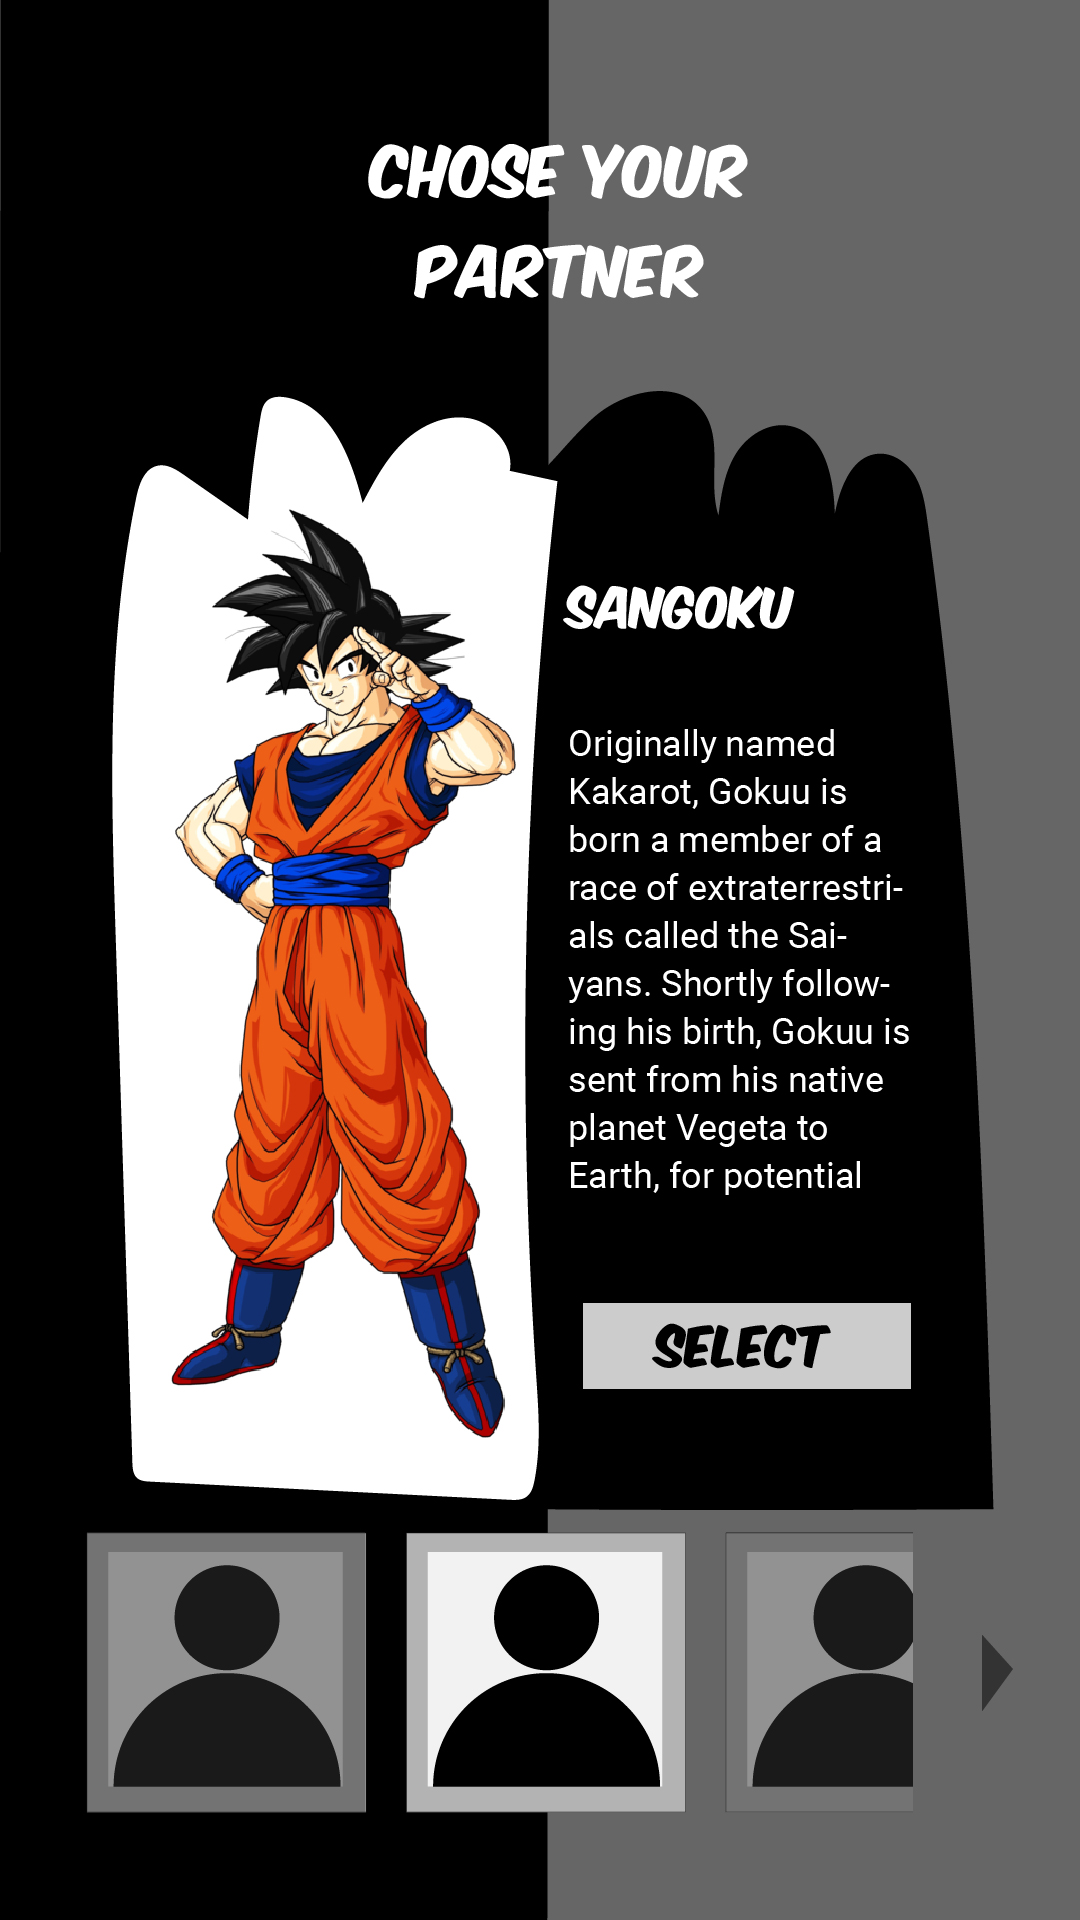 CHOSE YOUR
PARTNER
SANGOKU
Originally named
Kakarot, Gokuu is
born a member of a
race of extraterrestri-
als called the Sai-
yans. Shortly follow-
ing his birth, Gokuu is
sent from his native
planet Vegeta to
Earth, for potential
SELECT